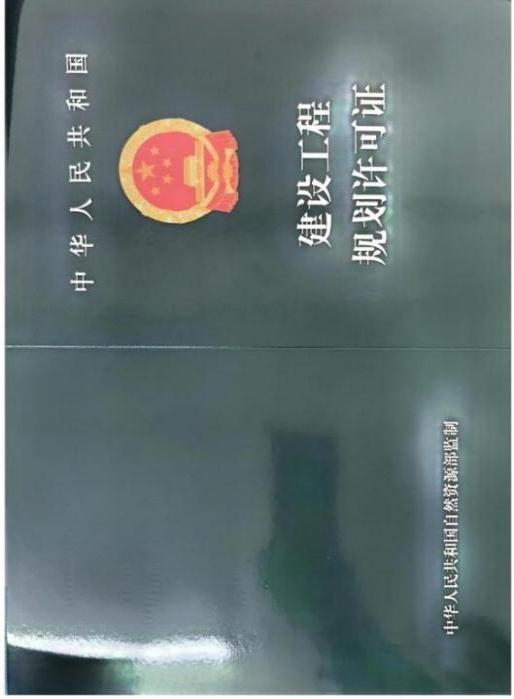 中华人民共和国
建设工程
规划许可证
中华人民共和国自然资源部监制